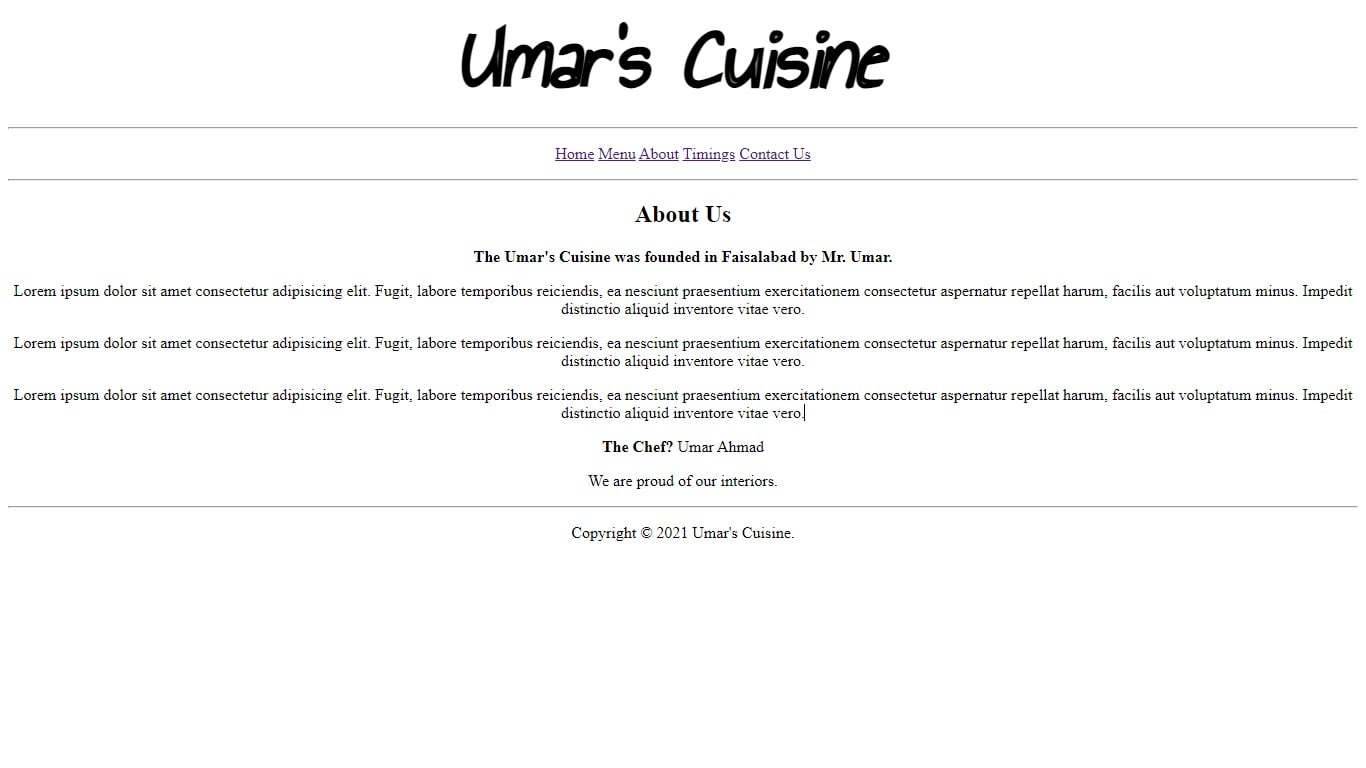 Umar's Cuisine
Home Menu About Timings Contact Us
About Us
The Umar's Cuisine was founded in Faisalabad by Mr. Umar.
Lorem ipsum dolor sit amet consectetur adipisicing elit. Fugit, labore temporibus reiciendis, ea nesciunt praesentium exercitationem consectetur aspernatur repellat harum, facilis aut voluptatum minus. Impedit
distinctio aliquid inventore vitae vero.
Lorem ipsum dolor sit amet consectetur adipisicing elit. Fugit, labore temporibus reiciendis, ea nesciunt praesentium exercitationem consectetur aspernatur repellat harum, facilis aut voluptatum minus. Impedit
distinctio aliquid inventore vitae vero.
Lorem ipsum dolor sit amet consectetur adipisicing elit. Fugit, labore temporibus reiciendis, ea nesciunt praesentium exercitationem consectetur aspernatur repellat harum, facilis aut voluptatum minus. Impedit
distinctio aliquid inventore vitae vero.
The Chef? Umar Ahmad
We are proud of our interiors.
Copyright © 2021 Umar's Cuisine.